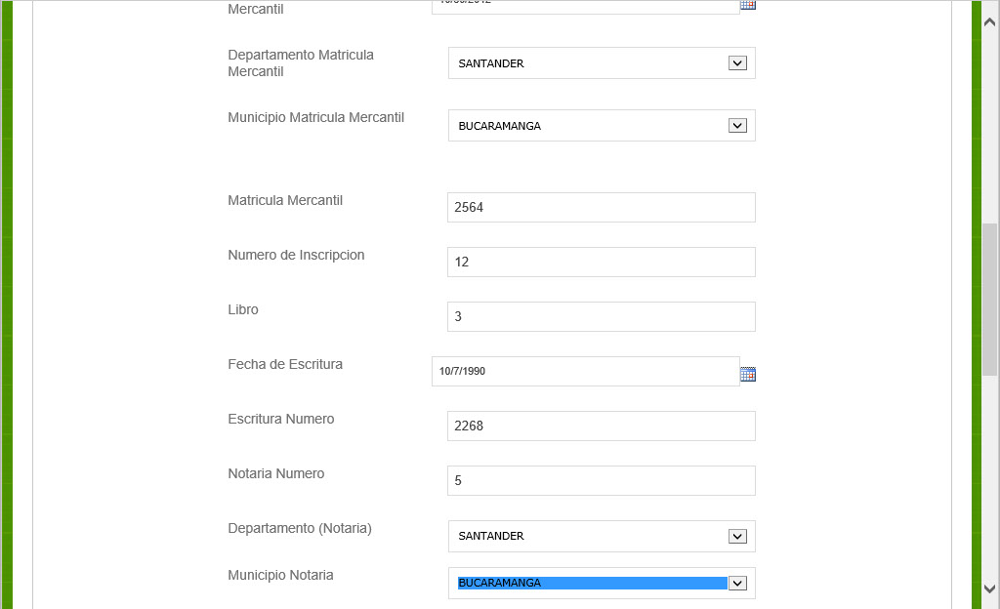 Mercantil
Departamento Matricula
Mercantil
SANTANDER
Municipio Matricula Mercantil
BUCARAMANGA
Matricula Mercantil
2564
Numero de Inscripcion
12
Libro
3
Fecha de Escritura
10/7/1990
Escritura Numero
2268
Notaria Numero
5
Departamento (Notaria)
SANTANDER
Municipio Notaria
BUCARAMANGA